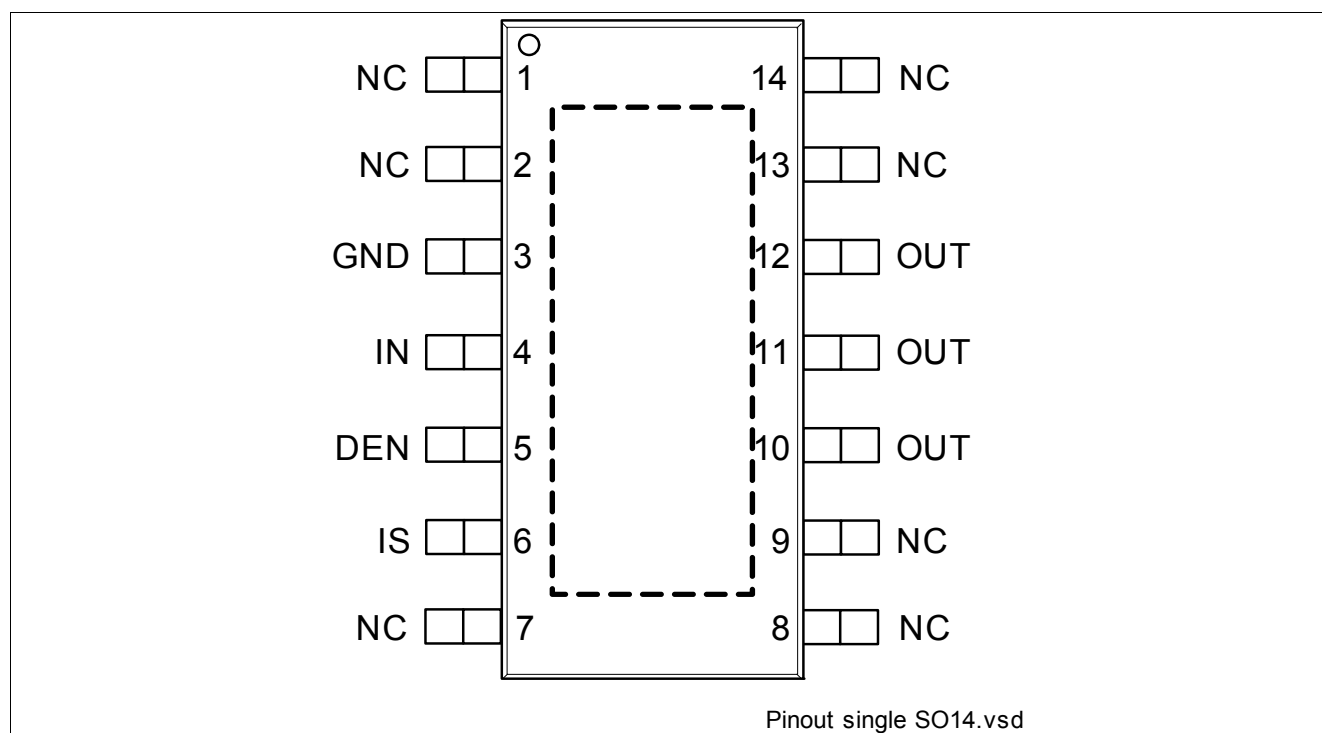 NC 1 14 NC
NC 2 13 NC
GND 3 12 OUT
IN 4 11 OUT
DEN 5 10 OUT
IS 6 9 NC
NC 7 8 NC
Pinout single SO14.vsd